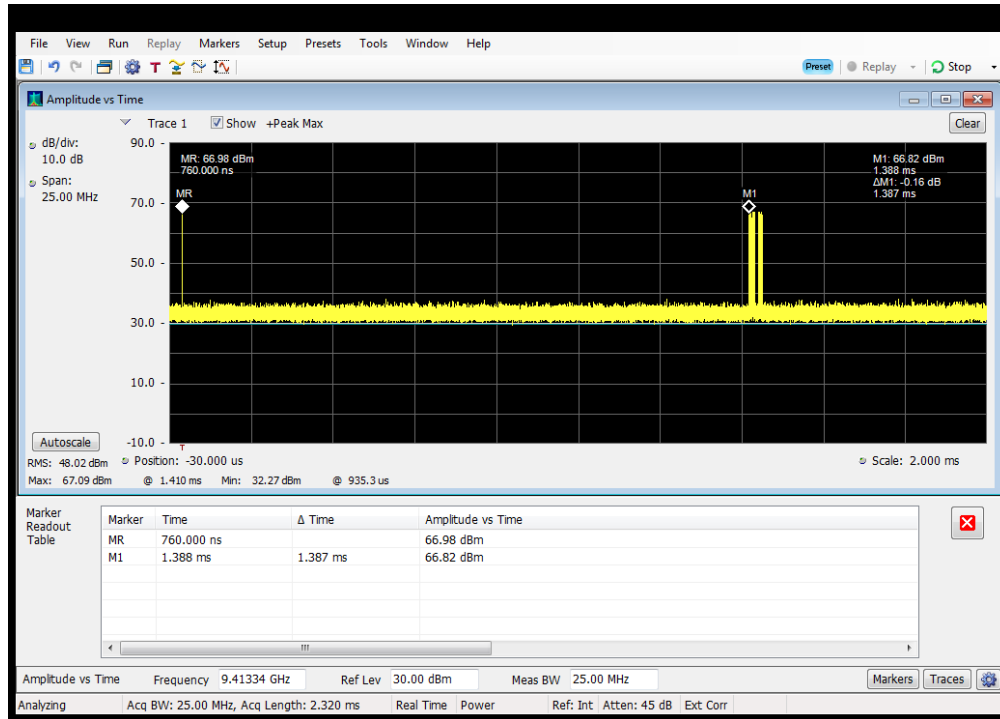 File View Run Replay Markers Setup Presets Tools Window Help
Preset Replay Stop
Amplitude vs Time
Trace 1 Show +Peak Max Clear
dB/div:
10.0 dB
Span:
25.00 MHz
90.0
70.0
50.0
30.0
10.0
-10.0
MR: 66.98 dBm
760.000 ns
MR
M1
M1: 66.82 dBm
1.388 ms
ΔM1: -0.16 dB
1.387 ms
T
Autoscale
Position: -30.000 us Scale: 2.000 ms
RMS: 48.02 dBm
Max: 67.09 dBm @ 1.410 ms Min: 32.27 dBm @ 935.3 us
Marker
Readout
Table
Marker Time Δ Time Amplitude vs Time
MR 760.000 ns 66.98 dBm
M1 1.388 ms 1.387 ms 66.82 dBm
Amplitude vs Time Frequency 9.41334 GHz Ref Lev 30.00 dBm Meas BW 25.00 MHz Markers Traces
Analyzing Acq BW: 25.00 MHz, Acq Length: 2.320 ms Real Time Power Ref: Int Atten: 45 dB Ext Corr